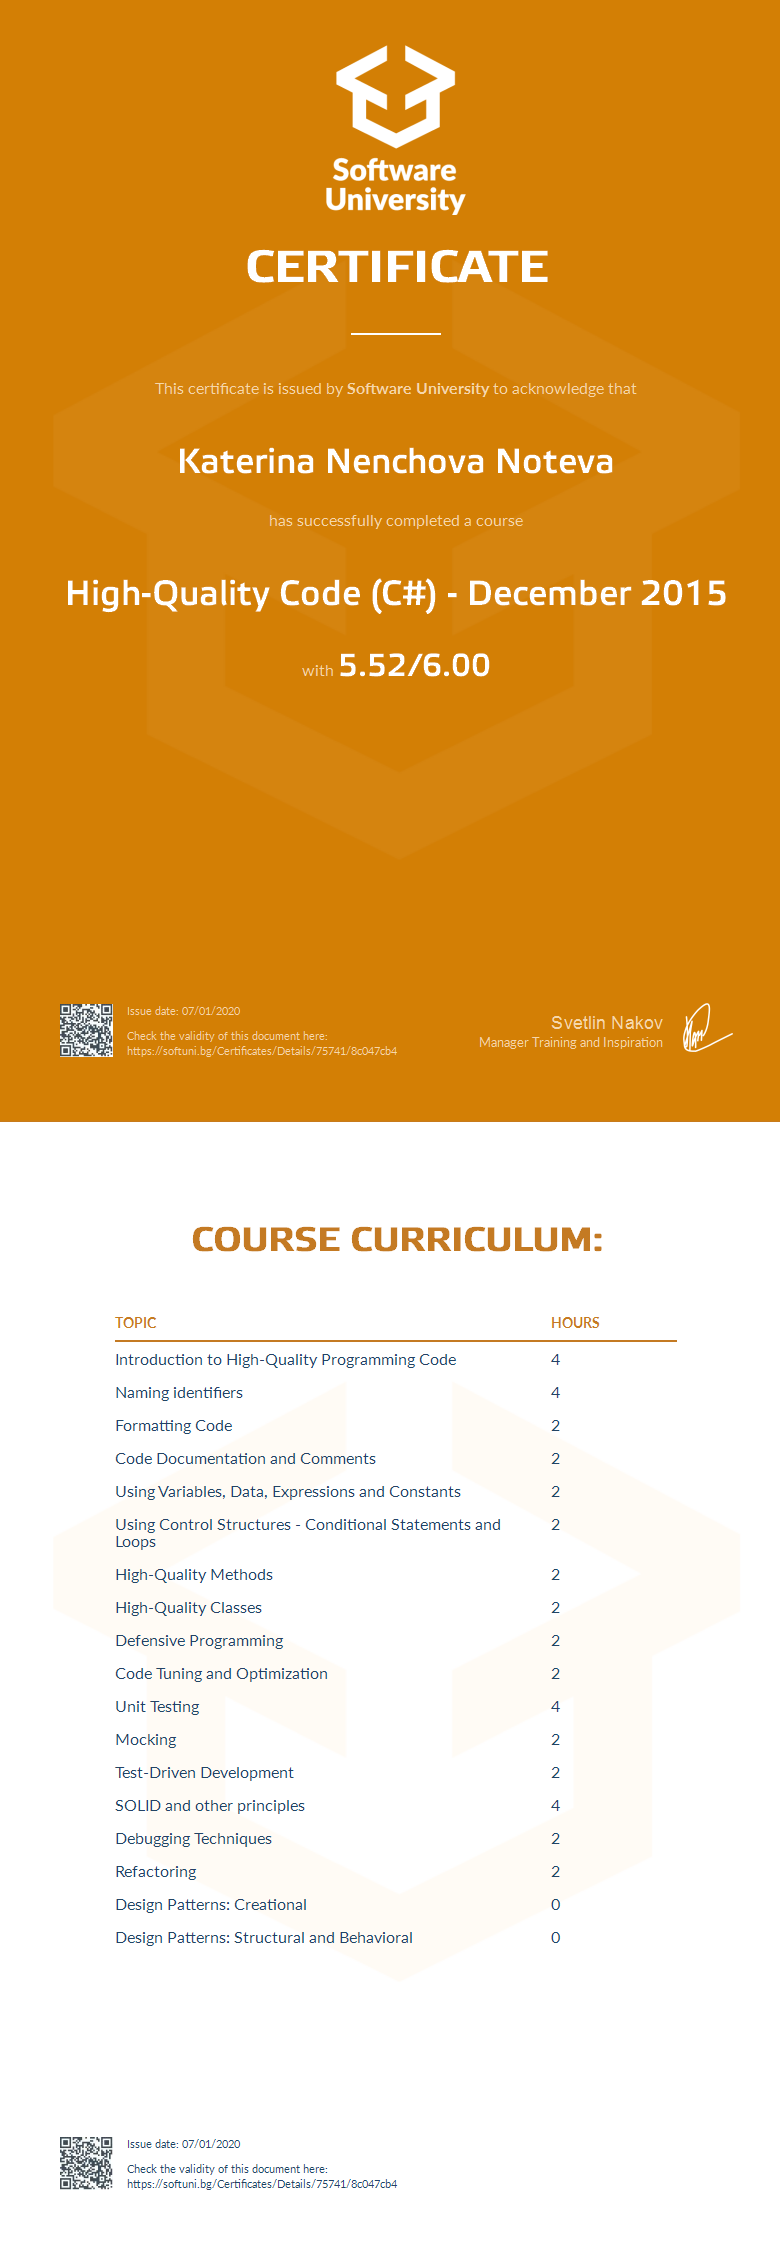 Software
University
CERTIFICATE
This certificate is issued by Software University to acknowledge that
Katerina Nenchova Noteva
has successfully completed a course
High-Quality Code (C#) - December 2015
with 5.52/6.00
Issue date: 07/01/2020
Check the validity of this document here:
https://softuni.bg/Certificates/Details/75741/8c047cb4
Svetlin Nakov
Manager Training and Inspiration
COURSE CURRICULUM:
TOPIC HOURS
Introduction to High-Quality Programming Code 4
Naming identifiers 4
Formatting Code 2
Code Documentation and Comments 2
Using Variables, Data, Expressions and Constants 2
Using Control Structures - Conditional Statements and 2
Loops
High-Quality Methods 2
High-Quality Classes 2
Defensive Programming 2
Code Tuning and Optimization 2
Unit Testing 4
Mocking 2
Test-Driven Development 2
SOLID and other principles 4
Debugging Techniques 2
Refactoring 2
Design Patterns: Creational 0
Design Patterns: Structural and Behavioral 0
Issue date: 07/01/2020
Check the validity of this document here:
https://softuni.bg/Certificates/Details/75741/8c047cb4